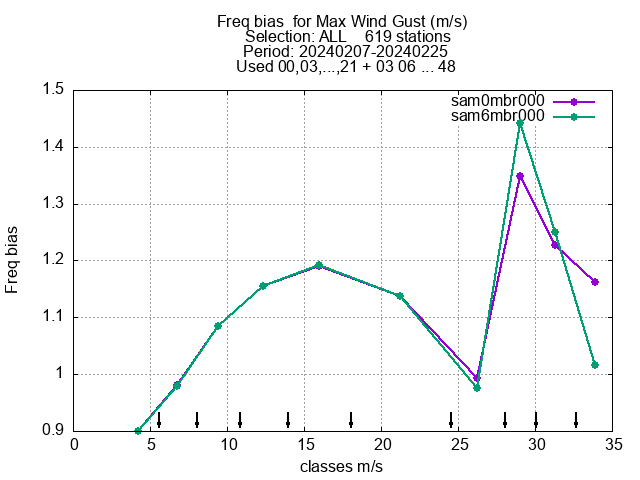 Freq bias  for Max Wind Gust (m/s)
Selection: ALL    619 stations
Period: 20240207-20240225
Used 00,03,...,21 + 03 06 ... 48
sam0mbr000
sam6mbr000
1.5
1.4
1.3
1.2
1.1
1
0.9
Freq bias
0 5 10 15 20 25 30 35
classes m/s